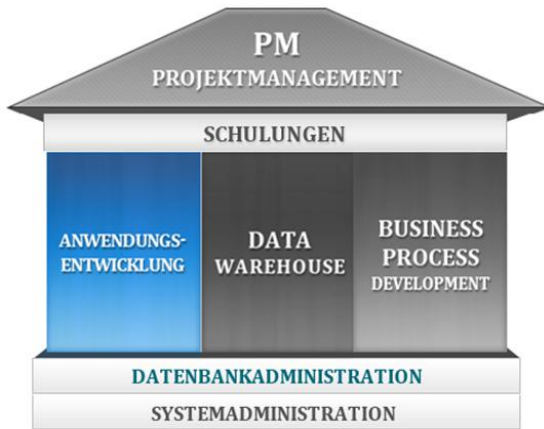 PM
PROJEKTMANAGEMENT
SCHULUNGEN
ANWENDUNGS-
ENTWICKLUNG
DATA
WAREHOUSE
BUSINESS
PROCESS
DEVELOPMENT
DATENBANKADMINISTRATION
SYSTEMADMINISTRATION